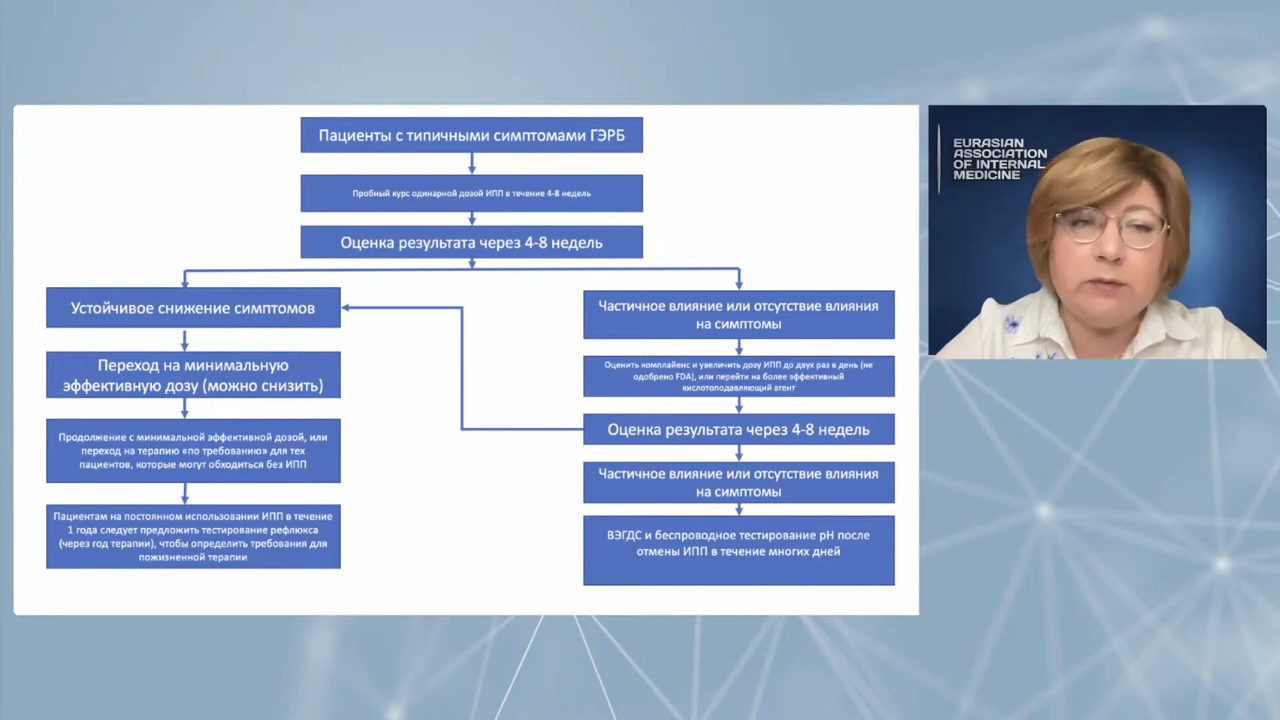 Пациенты с типичными симптомами ГЭРБ
Пробный курс одинарной дозой ИПП в течение 4-8 недель
Оценка результата через 4-8 недель
Устойчивое снижение симптомов
Переход на минимальную
эффективную дозу (можно снизить)
Продолжение с минимальной эффективной дозой, или
переход на терапию «по требованию» для тех
пациентов, которые могут обходиться без ИПП
Пациентам на постоянном использовании ИПП в течение
1 года следует предложить тестирование рефлюкса
(через год терапии), чтобы определить требования для
пожизненной терапии
Частичное влияние или отсутствие влияния
на симптомы
Оценить комплайенс и увеличить дозу ИПП до двух раз в день (не
одобрено FDA), или перейти на более эффективный
кислотоподавляющий агент
Оценка результата через 4-8 недель
Частичное влияние или отсутствие влияния
на симптомы
ВЭГДС и беспроводное тестирование pH после
отмены ИПП в течение многих дней
EURASIAN
ASSOCIATION
OF INTERNAL
MEDICINE